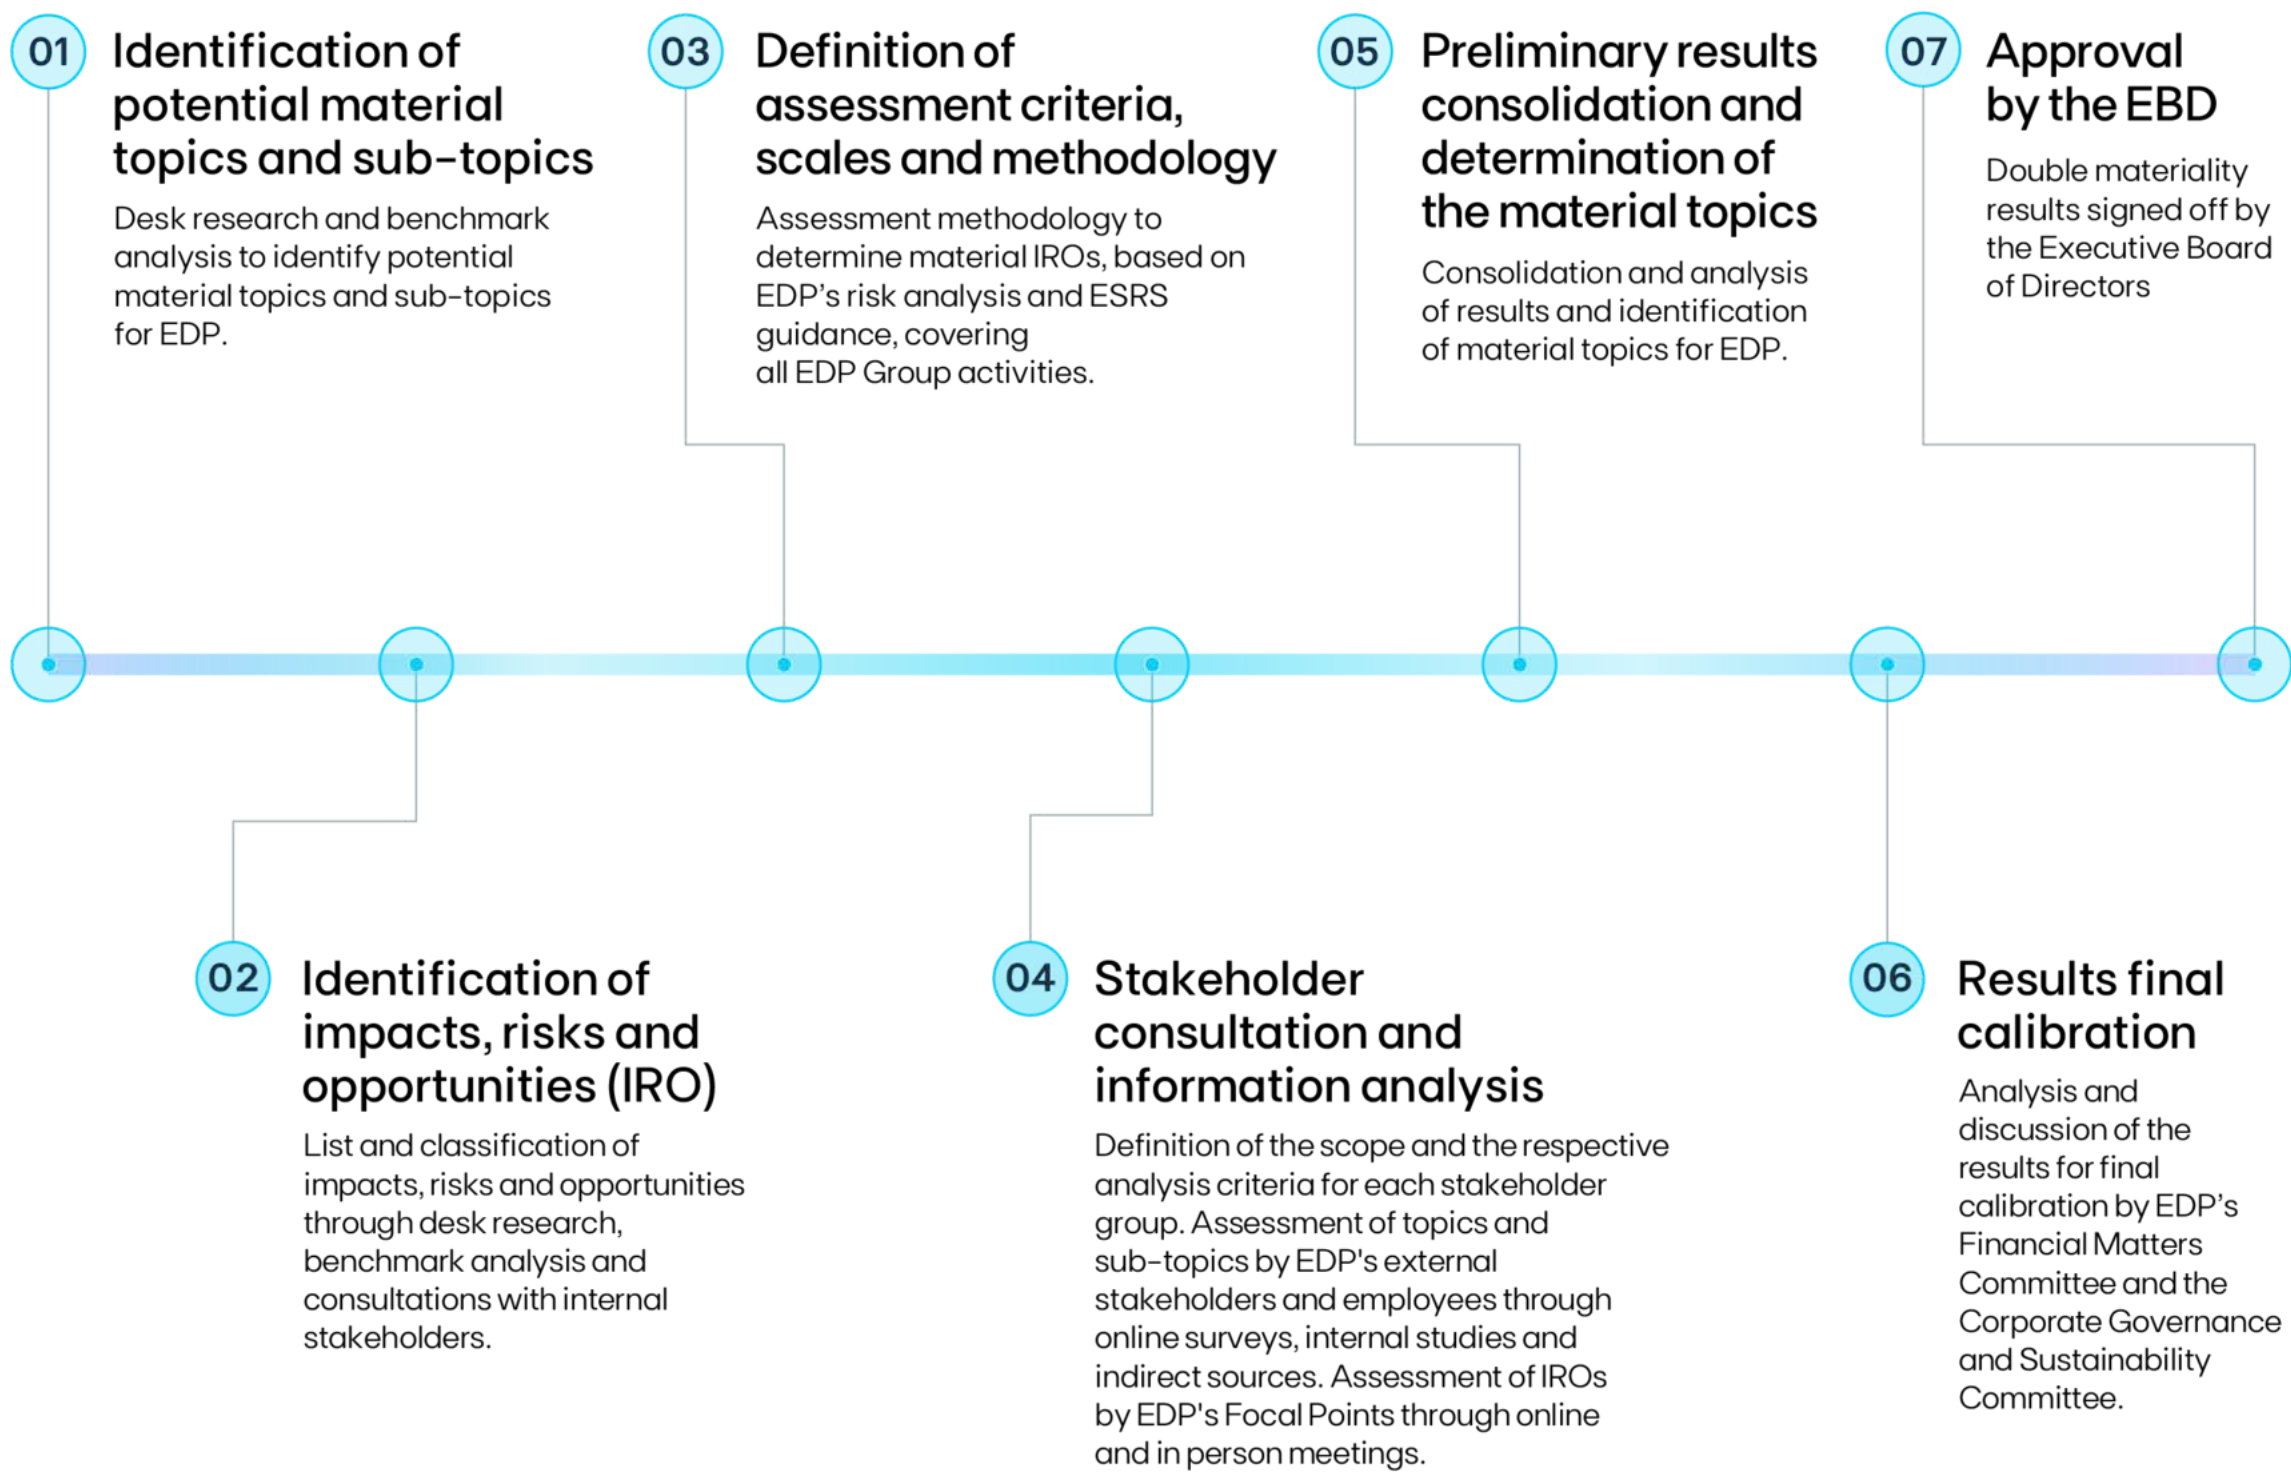 01
Identification of
potential material
topics and sub-topics
Desk research and benchmark
analysis to identify potential
material topics and sub-topics
for EDP.
02
Identification of
impacts, risks and
opportunities (IRO)
List and classification of
impacts, risks and opportunities
through desk research,
benchmark analysis and
consultations with internal
stakeholders.
03
Definition of
assessment criteria,
scales and methodology
Assessment methodology to
determine material IROs, based on
EDP’s risk analysis and ESRS
guidance, covering
all EDP Group activities.
04
Stakeholder
consultation and
information analysis
Definition of the scope and the respective
analysis criteria for each stakeholder
group. Assessment of topics and
sub-topics by EDP's external
stakeholders and employees through
online surveys, internal studies and
indirect sources. Assessment of IROs
by EDP's Focal Points through online
and in person meetings.
05
Preliminary results
consolidation and
determination of
the material topics
Consolidation and analysis
of results and identification
of material topics for EDP.
06
Results final
calibration
Analysis and
discussion of the
results for final
calibration by EDP’s
Financial Matters
Committee and the
Corporate Governance
and Sustainability
Committee.
07
Approval
by the EBD
Double materiality
results signed off by
the Executive Board
of Directors